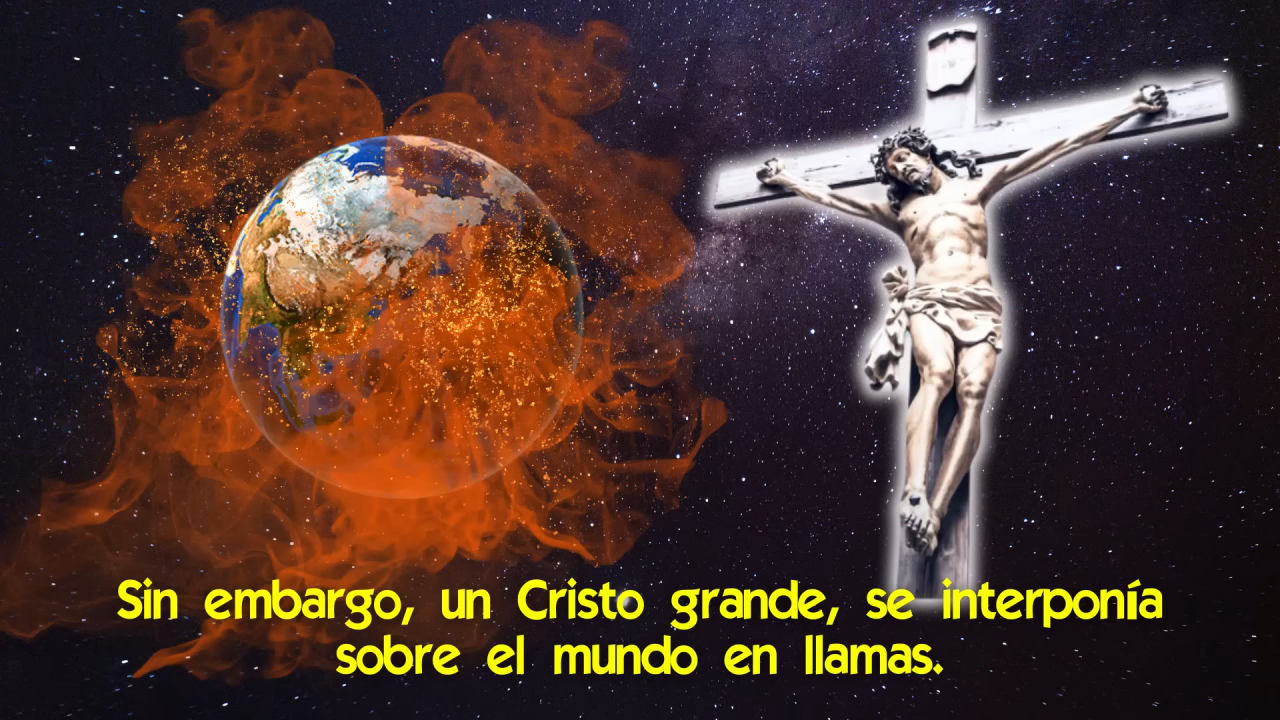 Sin embargo, un Cristo grande, se interponía
sobre el mundo en llamas.